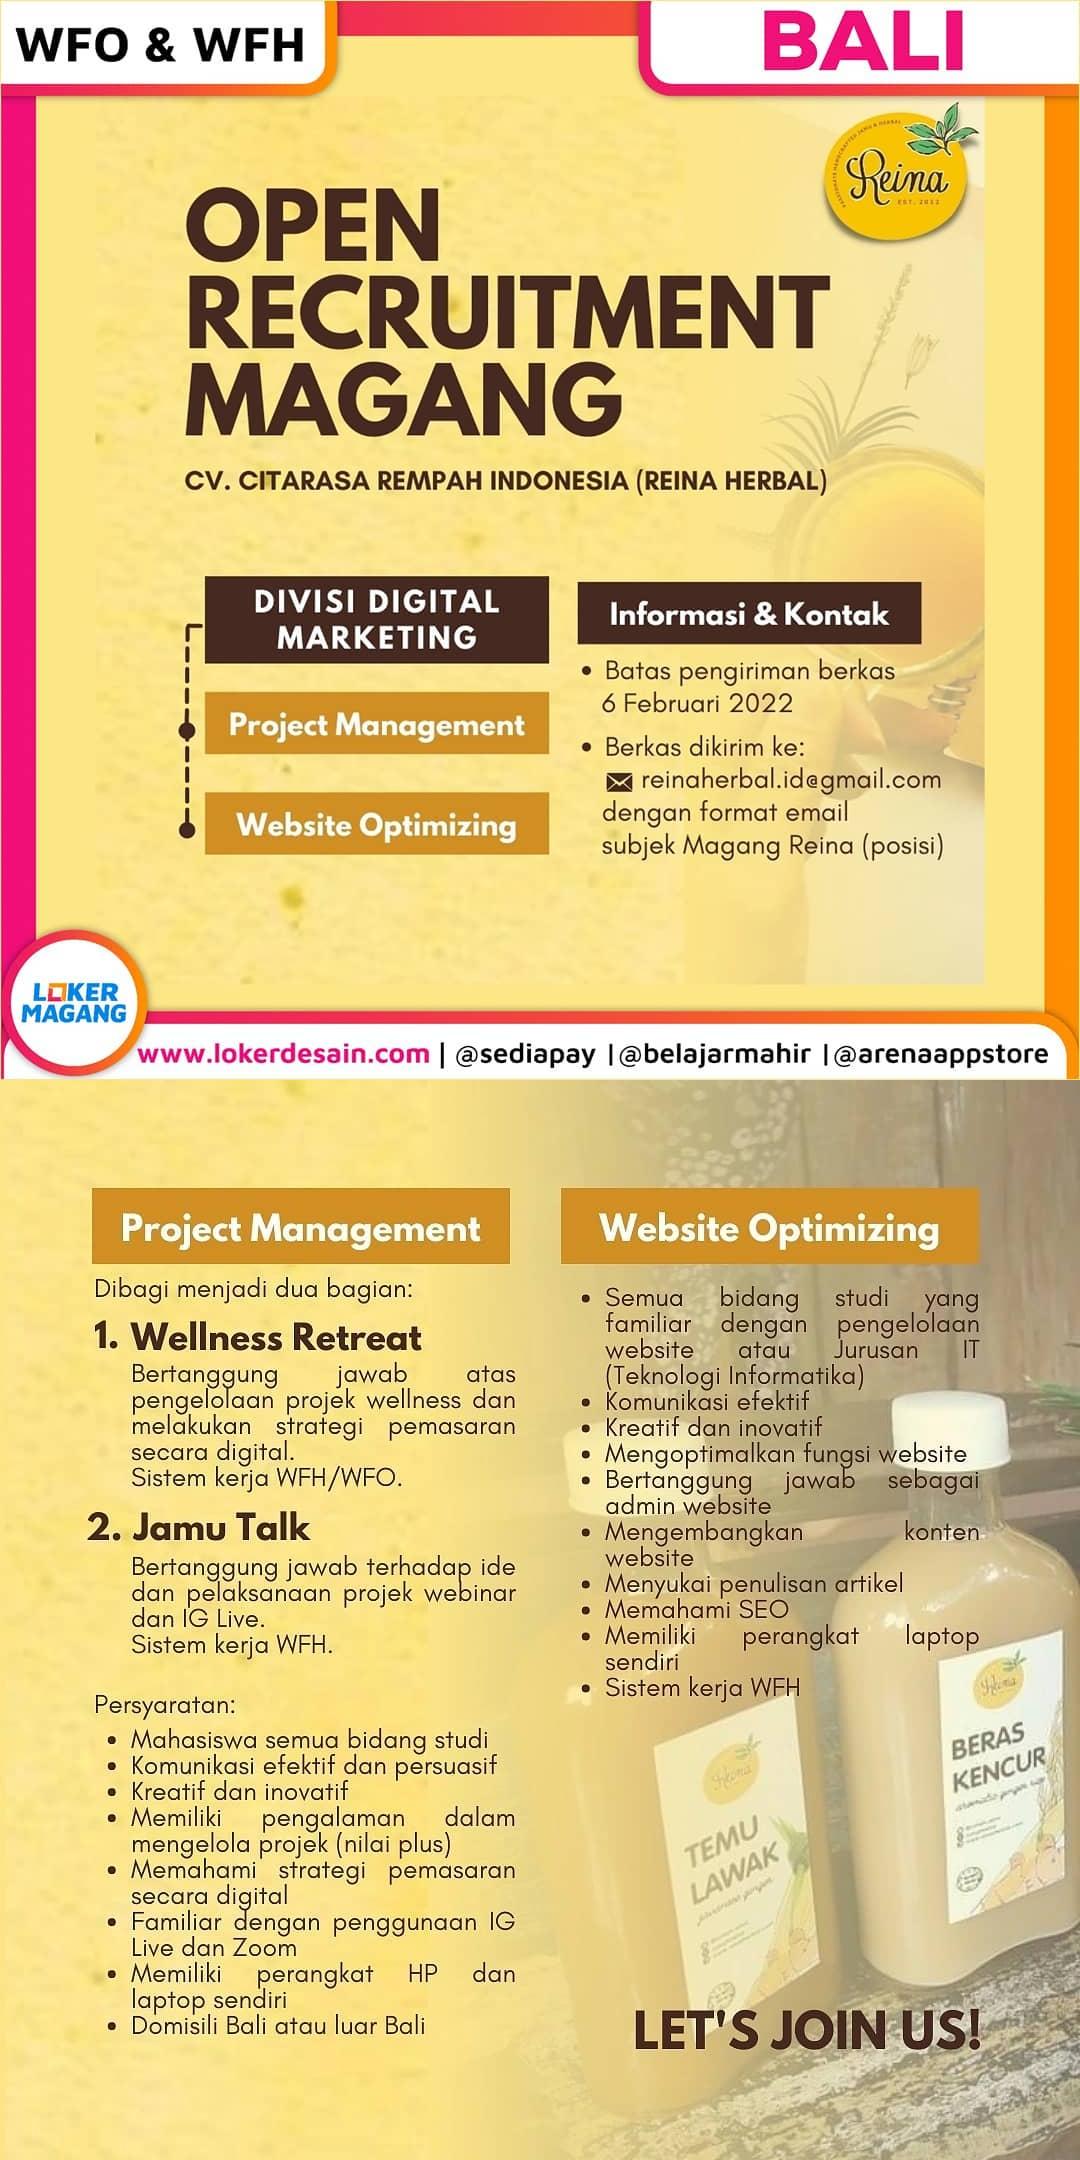 WFO & WFH
BALI
PASSIONATE HANDCRAFTED JAMU & HERBAL
Reina
EST. 2012
OPEN
RECRUITMENT
MAGANG
CV. CITARASA REMPAH INDONESIA (REINA HERBAL)
DIVISI DIGITAL
MARKETING
Project Management
Website Optimizing
Informasi & Kontak
• Batas pengiriman berkas
6 Februari 2022
• Berkas dikirim ke:
reinaherbal.id@gmail.com
dengan format email
subjek Magang Reina (posisi)
LOKER
MAGANG
www.lokerdesain.com | @sediapay |@belajarmahir |@arenaappstore
Project Management
Dibagi menjadi dua bagian:
1. Wellness Retreat
Bertanggung jawab atas
pengelolaan projek wellness dan
melakukan strategi pemasaran
secara digital.
Sistem kerja WFH/WFO.
2. Jamu Talk
Bertanggung jawab terhadap ide
dan pelaksanaan projek webinar
dan IG Live.
Sistem kerja WFH.
Persyaratan:
• Mahasiswa semua bidang studi
• Komunikasi efektif dan persuasif
• Kreatif dan inovatif
• Memiliki pengalaman dalam
mengelola projek (nilai plus)
• Memahami strategi pemasaran
secara digital
• Familiar dengan penggunaan IG
Live dan Zoom
• Memiliki perangkat HP dan
laptop sendiri
• Domisili Bali atau luar Bali
Website Optimizing
• Semua bidang studi yang
familiar dengan pengelolaan
website atau Jurusan IT
(Teknologi Informatika)
• Komunikasi efektif
• Kreatif dan inovatif
• Mengoptimalkan fungsi website
• Bertanggung jawab sebagai
admin website
• Mengembangkan konten
website
• Menyukai penulisan artikel
• Memahami SEO
• Memiliki perangkat laptop
sendiri
• Sistem kerja WFH
Reina
TEMU
LAWAK
Reina
BERAS
KENCUR
LET'S JOIN US!